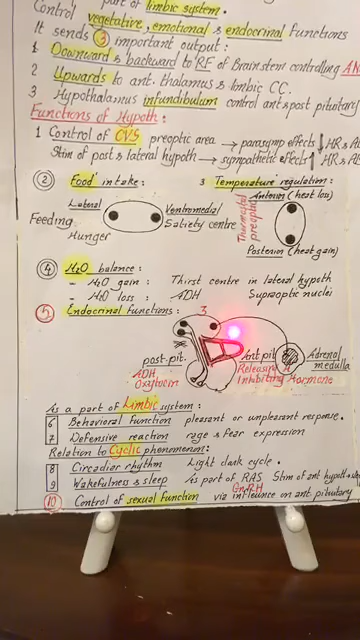 part of limbic system.
Control vegetative, emotional & endocrinal functions
It sends 3 important output:
1 Downward & backward to RF of Brainstem controlling AN
2 Upwards to ant. thalamus & limbic CC.
3 Hypothalamus infundibulum control ant & post pituitary
Functions of Hypoth:
1 Control of CVS preoptic area → parasymp effects ↓ HR &
Stim of post & lateral hypoth → sympathetic effects ↑ HR &
2 Food intake:
Lateral
Feeding
Hunger
Ventromedial
Satiety centre
3 Temperature regulation:
Anterior (heat loss)
Thermostat
preoptic
Posterior (heat gain)
4 H2O balance:
- H2O gain: Thirst centre in lateral hypoth
- H2O loss: ADH Supraoptic nuclei
5 Endocrinal functions:
3
post. pit.
ADH
Oxytocin
Ant pit
Releasing
Inhibiting Hormone
Adrenal
medulla
As a part of Limbic system:
6 Behavioral function pleasant or unpleasant response.
7 Defensive reaction rage & fear expression
Relation to Cyclic phenomenon:
8 Circadian rhythm Light dark cycle.
9 Wakefulness & sleep As part of RAS Stim of ant hypoth →
GnRH
10 Control of sexual function via influence on ant pituitary